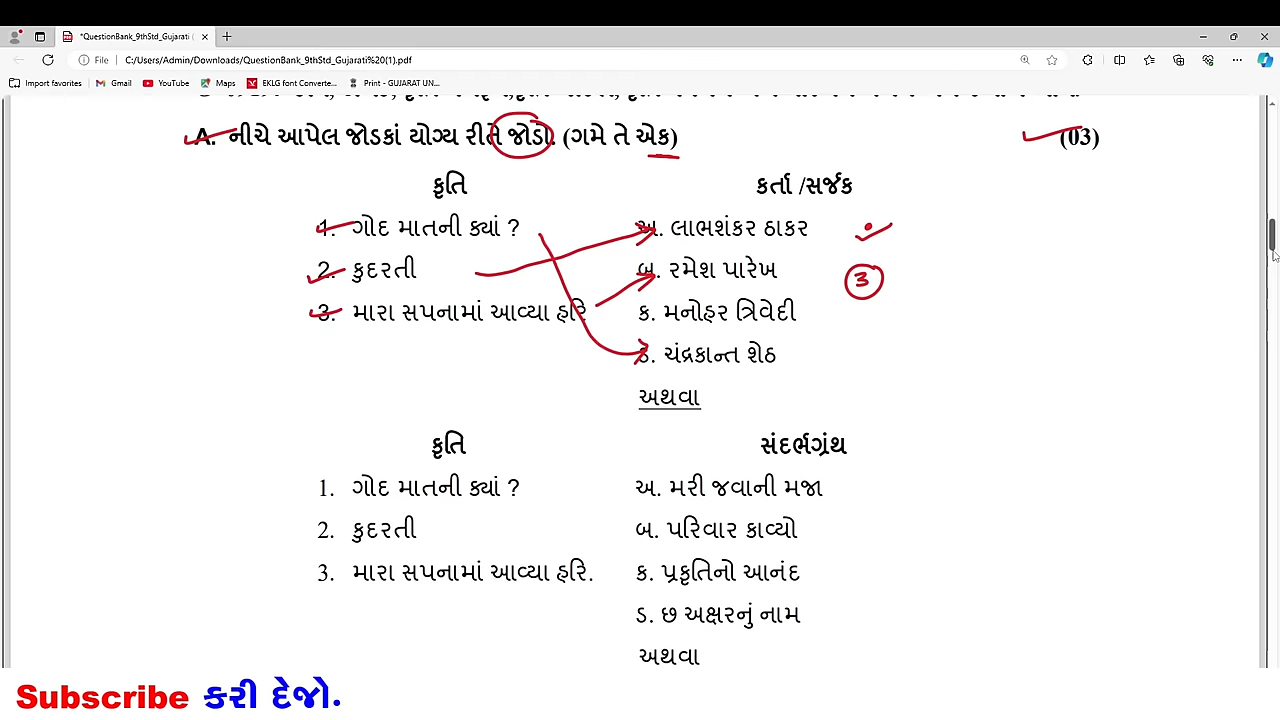 *QuestionBank_9thStd_Gujarati (
File C:/Users/Admin/Downloads/QuestionBank_9thStd_Gujarati%20(1).pdf
Import favorites Gmail YouTube Maps EKLG font Converte... Print - GUJARAT UN...
A. નીચે આપેલ જોડકાં યોગ્ય રીતે જોડો. (ગમે તે એક) (03)
કૃતિ કર્તા /સર્જક
1. ગોદ માતની ક્યાં ? અ. લાભશંકર ઠાકર
2. કુદરતી બ. રમેશ પારેખ ૩
3. મારા સપનામાં આવ્યા હરિ ક. મનોહર ત્રિવેદી
ડ. ચંદ્રકાન્ત શેઠ
અથવા
કૃતિ સંદર્ભગ્રંથ
1. ગોદ માતની ક્યાં ? અ. મરી જવાની મજા
2. કુદરતી બ. પરિવાર કાવ્યો
3. મારા સપનામાં આવ્યા હરિ. ક. પ્રકૃતિનો આનંદ
ડ. છ અક્ષરનું નામ
અથવા
Subscribe કરી દેજો.